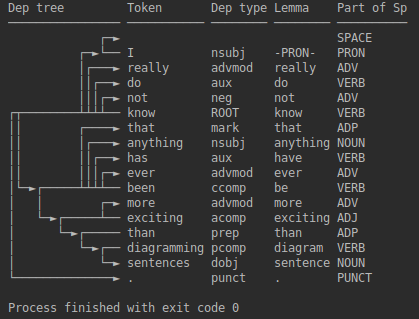 Dep tree Token Dep type Lemma Part of Sp
SPACE
I nsubj -PRON- PRON
really advmod really ADV
do aux do VERB
not neg not ADV
know ROOT know VERB
that mark that ADP
anything nsubj anything NOUN
has aux have VERB
ever advmod ever ADV
been ccomp be VERB
more advmod more ADV
exciting acomp exciting ADJ
than prep than ADP
diagramming pcomp diagram VERB
sentences dobj sentence NOUN
. punct . PUNCT
Process finished with exit code 0